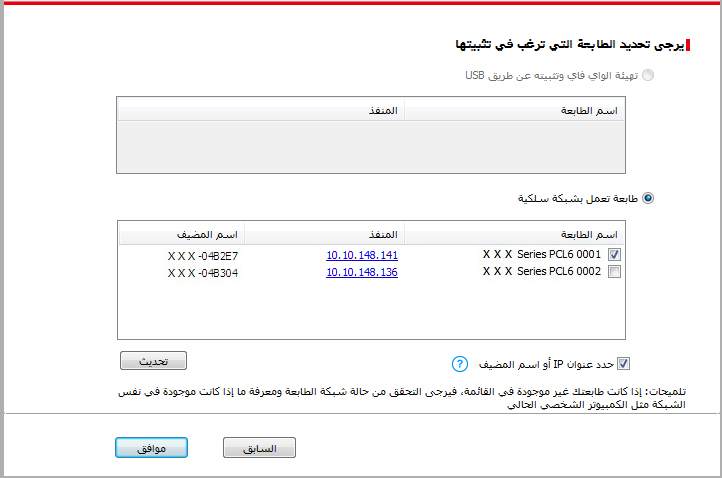 يرجى تحديد الطابعة التي ترغب في تثبيتها
تهيئة الواي فاي وتثبيته عن طريق USB
اسم الطابعة المنفذ
طابعة تعمل بشبكة سلكية
اسم الطابعة المنفذ اسم المضيف
X X X Series PCL6 0001 10.10.148.141 X X X -04B2E7
X X X Series PCL6 0002 10.10.148.136 X X X -04B304
حدد عنوان IP أو اسم المضيف ? تحديث
تلميحات: إذا كانت طابعتك غير موجودة في القائمة، فيرجى التحقق من حالة شبكة الطابعة ومعرفة ما إذا كانت موجودة في نفس
الشبكة مثل الكمبيوتر الشخصي الحالي
السابق موافق